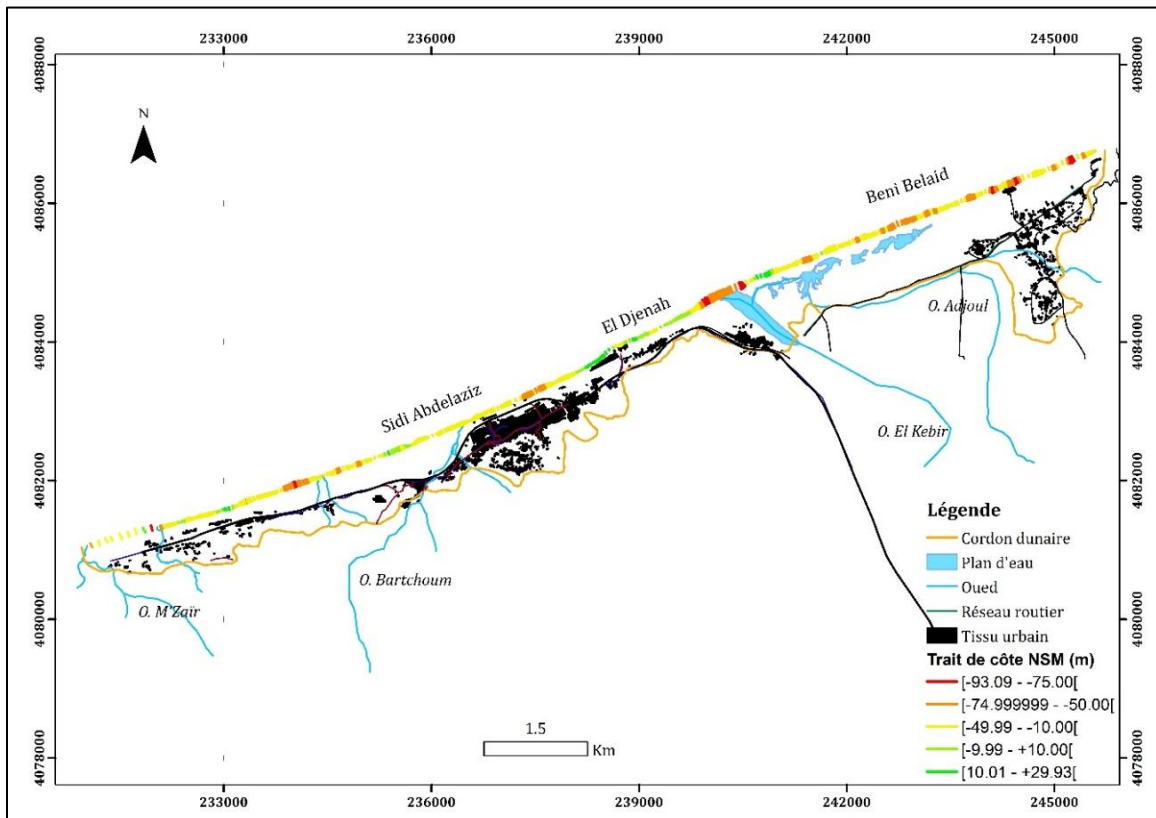 233000 236000 239000 242000 245000
4088000 4088000
N
Beni Belaid
4086000 4086000
El Djenah
O. Adjoul
4084000 4084000
Sidi Abdelaziz
O. El Kebir
4082000 4082000
Légende
Cordon dunaire
O. Bartchoum
Plan d'eau
Oued
O. M'Zaïr
4080000 4080000
Réseau routier
Tissu urbain
Trait de côte NSM (m)
[-93.09 - -75.00[
[-74.999999 - -50.00[
1.5
[-49.99 - -10.00[
Km
[-9.99 - +10.00[
4078000 4078000
[10.01 - +29.93[
233000 236000 239000 242000 245000